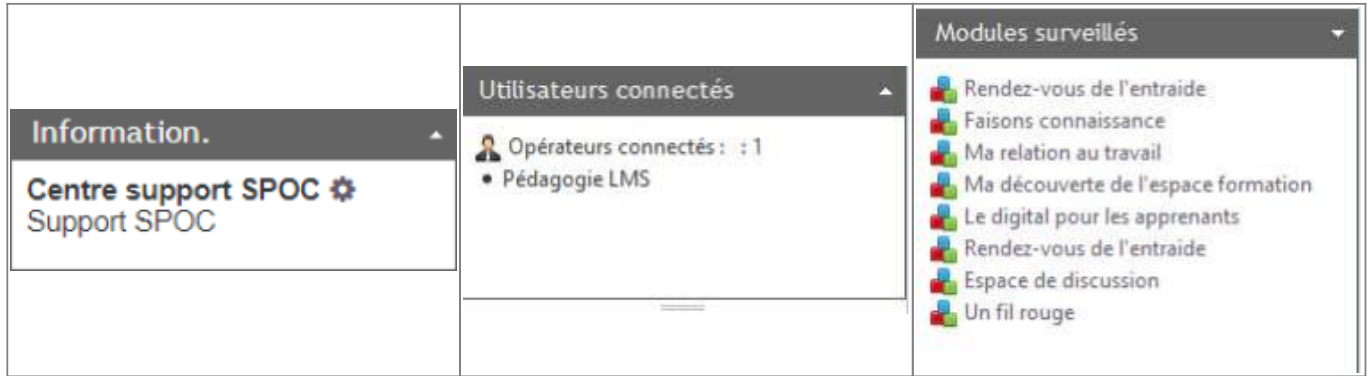 Information.
Centre support SPOC
Support SPOC
Utilisateurs connectés
Opérateurs connectés : : 1
• Pédagogie LMS
Modules surveillés
Rendez-vous de l'entraide
Faisons connaissance
Ma relation au travail
Ma découverte de l'espace formation
Le digital pour les apprenants
Rendez-vous de l'entraide
Espace de discussion
Un fil rouge